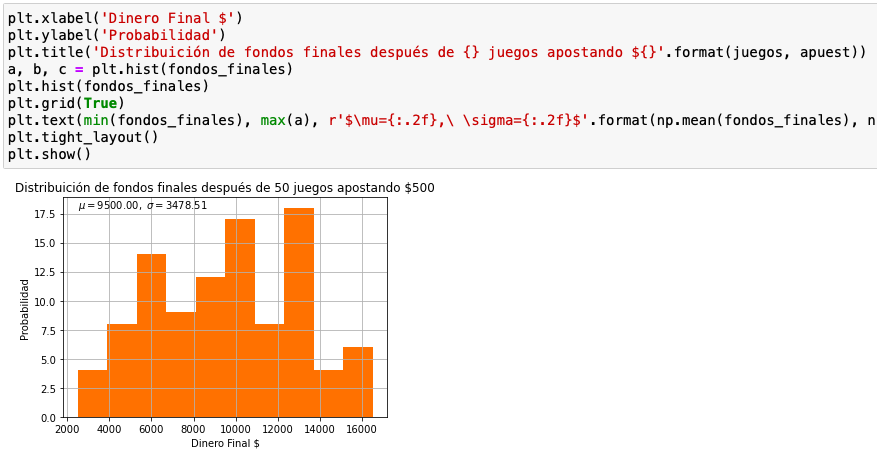 plt.xlabel('Dinero Final $')
plt.ylabel('Probabilidad')
plt.title('Distribuición de fondos finales después de {} juegos apostando ${}'.format(juegos, apuest))
a, b, c = plt.hist(fondos_finales)
plt.hist(fondos_finales)
plt.grid(True)
plt.text(min(fondos_finales), max(a), r'$\mu={:.2f},\ \sigma={:.2f}$'.format(np.mean(fondos_finales), n
plt.tight_layout()
plt.show()
Distribuición de fondos finales después de 50 juegos apostando $500
μ = 9500.00, σ = 3478.51
17.5
15.0
12.5
10.0
7.5
5.0
2.5
0.0
Probabilidad
2000 4000 6000 8000 10000 12000 14000 16000
Dinero Final $